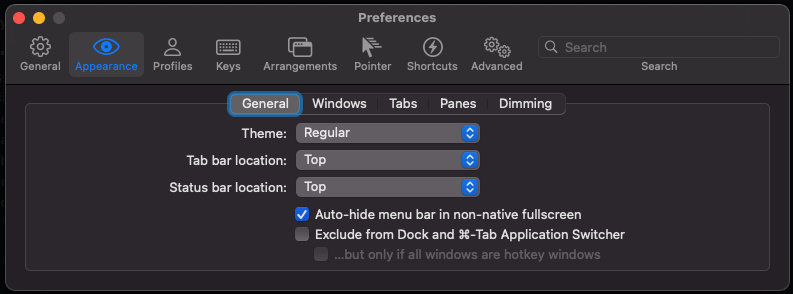 Preferences
General
Appearance
Profiles
Keys
Arrangements
Pointer
Shortcuts
Advanced
Search
Search
General
Windows
Tabs
Panes
Dimming
Theme: Regular
Tab bar location: Top
Status bar location: Top
Auto-hide menu bar in non-native fullscreen
Exclude from Dock and ⌘-Tab Application Switcher
...but only if all windows are hotkey windows